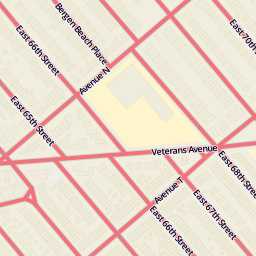 East 66th Street
Bergen Beach Place
East 70th
Avenue N
East 65th Street
Veterans Avenue
East 68th Street
Avenue T
East 67th Street
East 66th Street